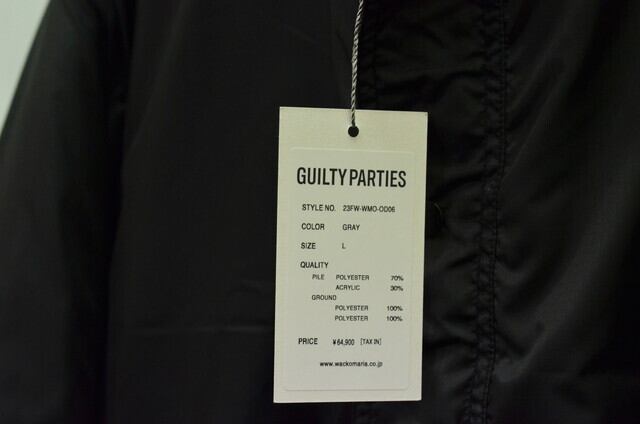 GUILTY PARTIES
STYLE NO. 23FW-WMO-OD06
COLOR GRAY
SIZE L
QUALITY
PILE POLYESTER 70%
ACRYLIC 30%
GROUND
POLYESTER 100%
POLYESTER 100%
PRICE ¥64,900 [TAX IN]
www.wackomaria.co.jp